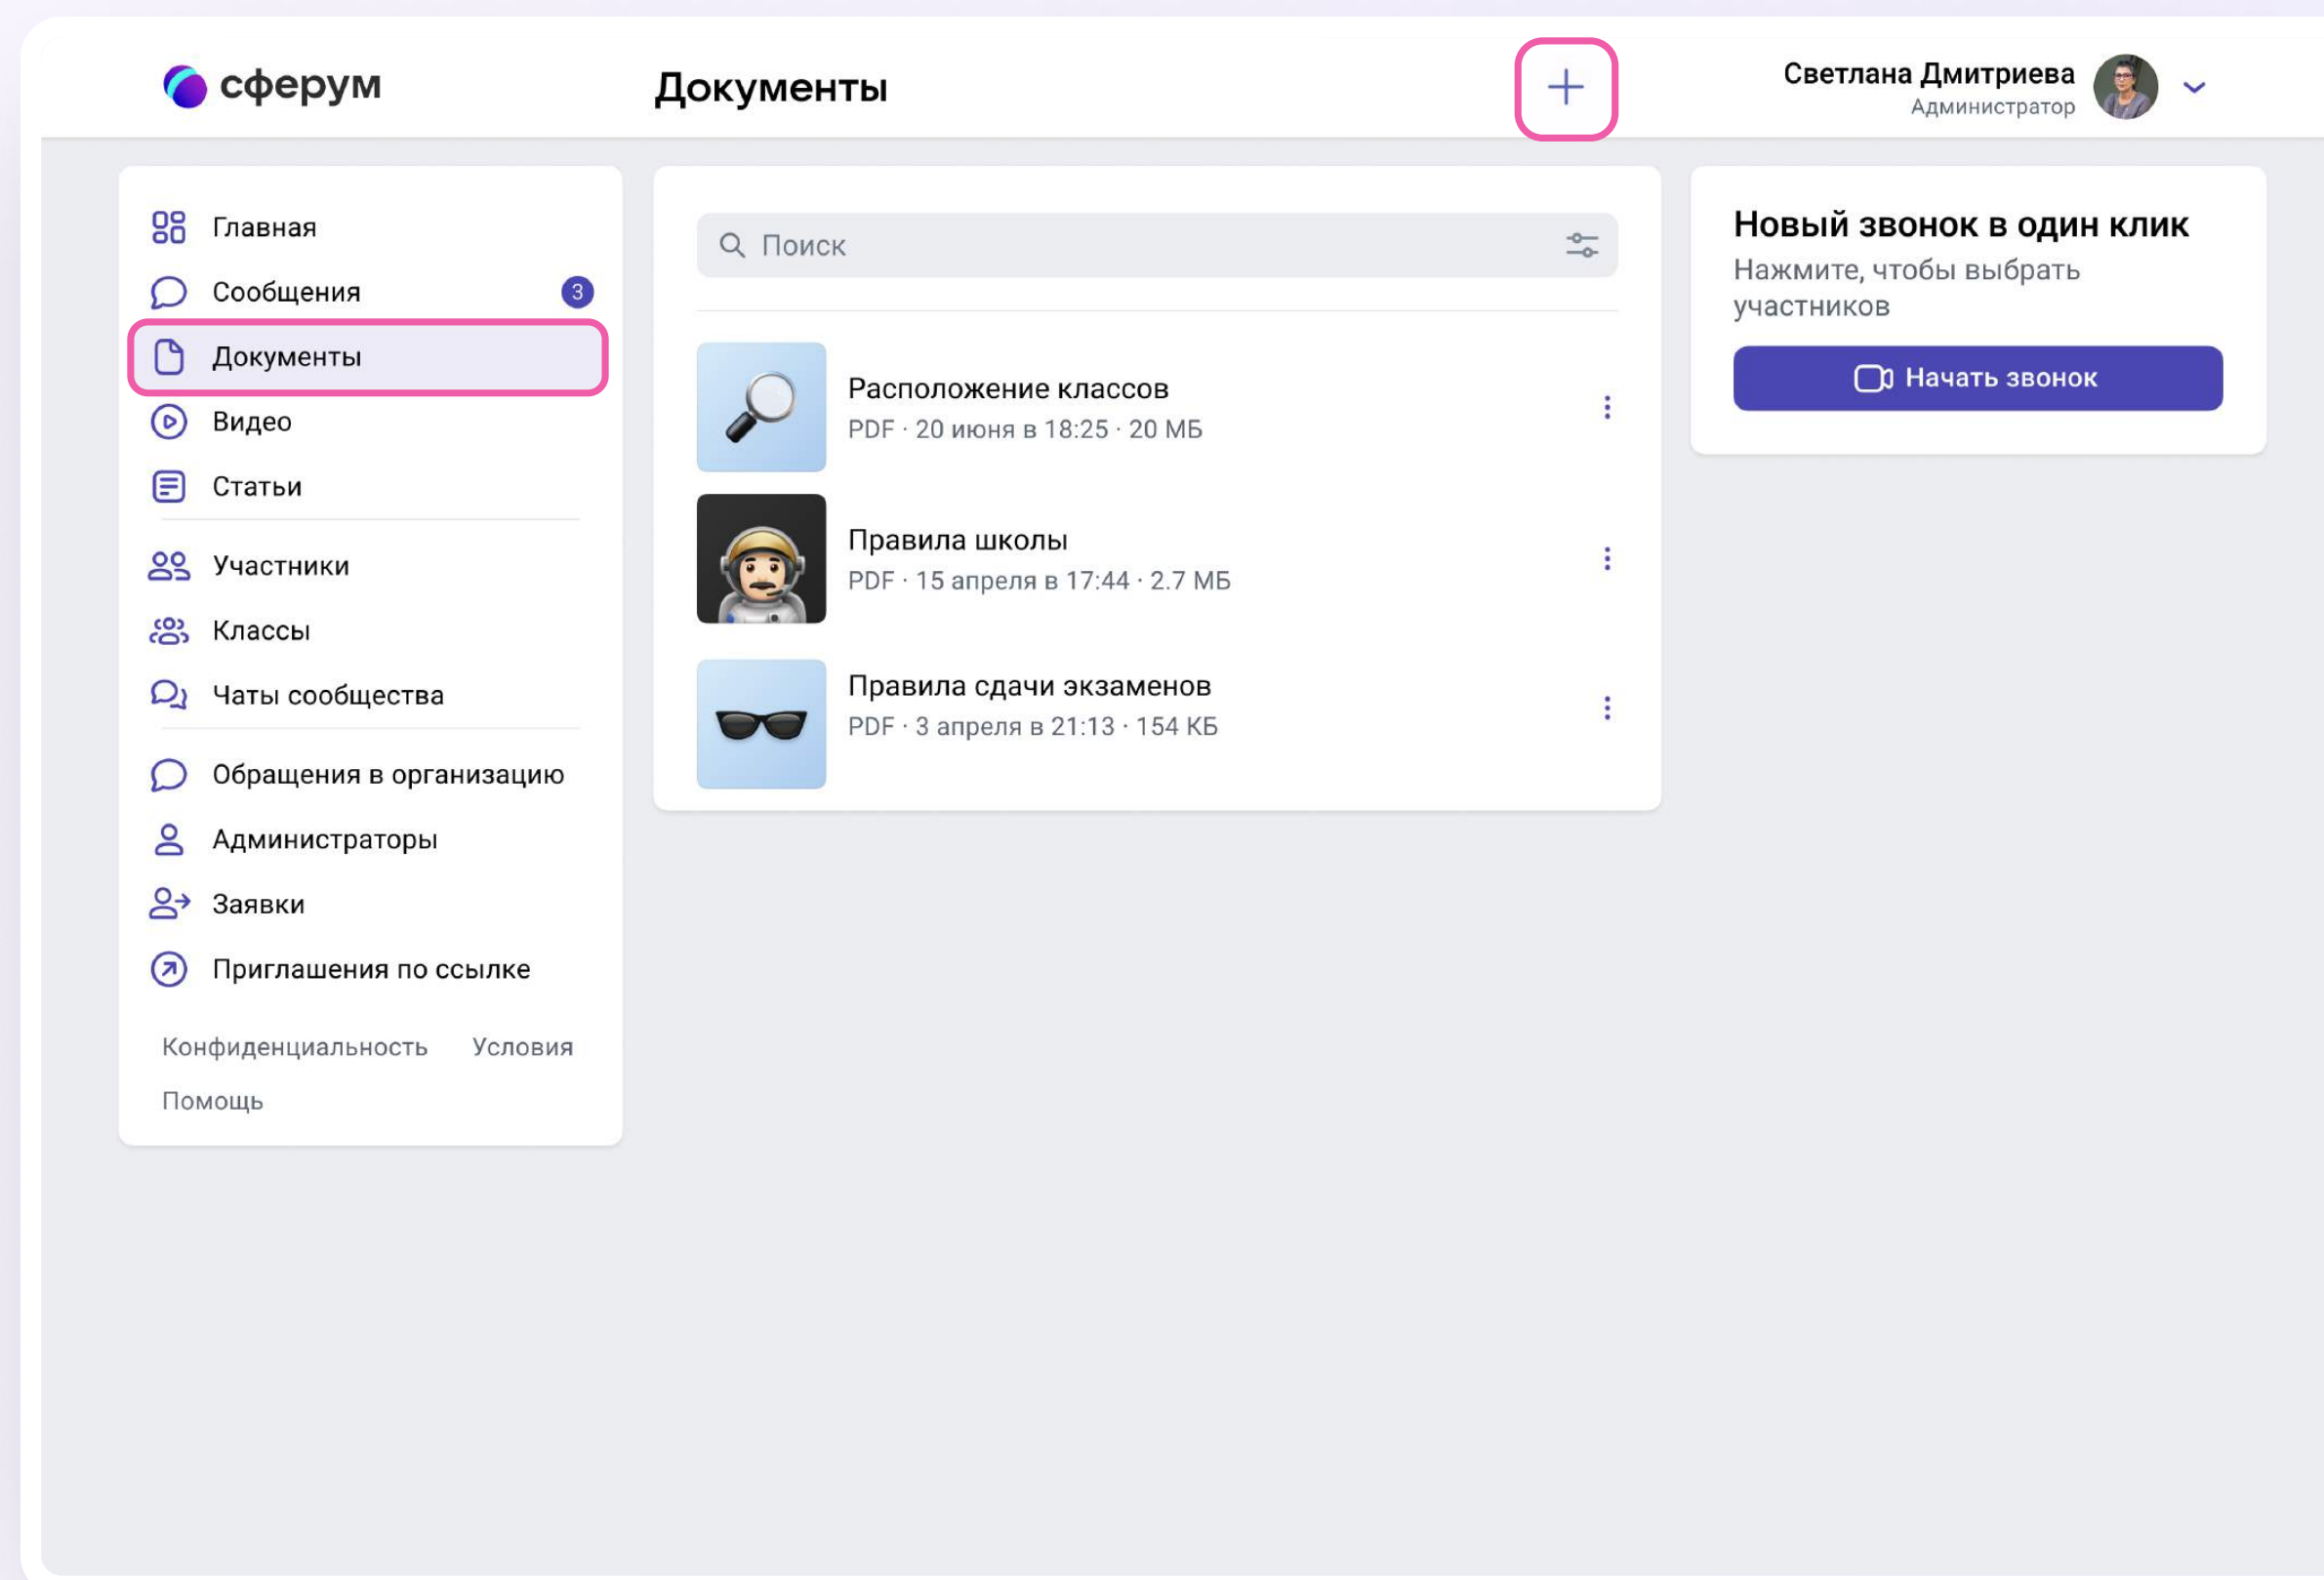 сферум
Документы
Светлана Дмитриева
Администратор
Главная
Сообщения 3
Документы
Видео
Статьи
Участники
Классы
Чаты сообщества
Обращения в организацию
Администраторы
Заявки
Приглашения по ссылке
Конфиденциальность Условия
Помощь
Поиск
Расположение классов
PDF · 20 июня в 18:25 · 20 МБ
Правила школы
PDF · 15 апреля в 17:44 · 2.7 МБ
Правила сдачи экзаменов
PDF · 3 апреля в 21:13 · 154 КБ
Новый звонок в один клик
Нажмите, чтобы выбрать
участников
Начать звонок